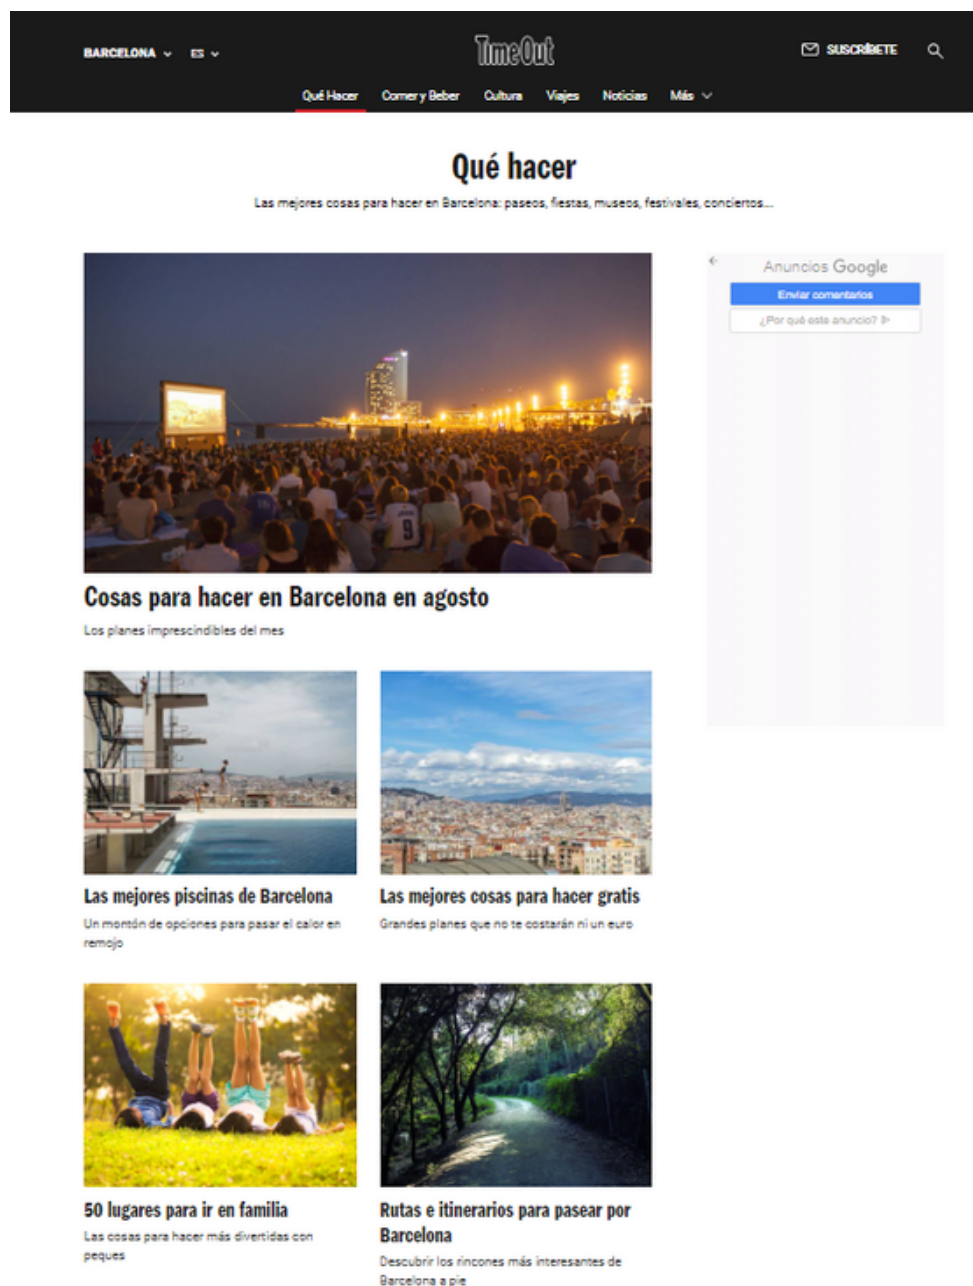 BARCELONA
ES
TimeOut
SUSCRÍBETE
Qué Hacer
Comer y Beber
Cultura
Viajes
Noticias
Más
Qué hacer
Las mejores cosas para hacer en Barcelona: paseos, fiestas, museos, festivales, conciertos...
Anuncios Google
Enviar comentarios
¿Por qué este anuncio?
9
Cosas para hacer en Barcelona en agosto
Los planes imprescindibles del mes
Las mejores piscinas de Barcelona
Un montón de opciones para pasar el calor en
remojo
Las mejores cosas para hacer gratis
Grandes planes que no te costarán ni un euro
50 lugares para ir en familia
Las cosas para hacer más divertidas con
peques
Rutas e itinerarios para pasear por
Barcelona
Descubrir los rincones más interesantes de
Barcelona a pie